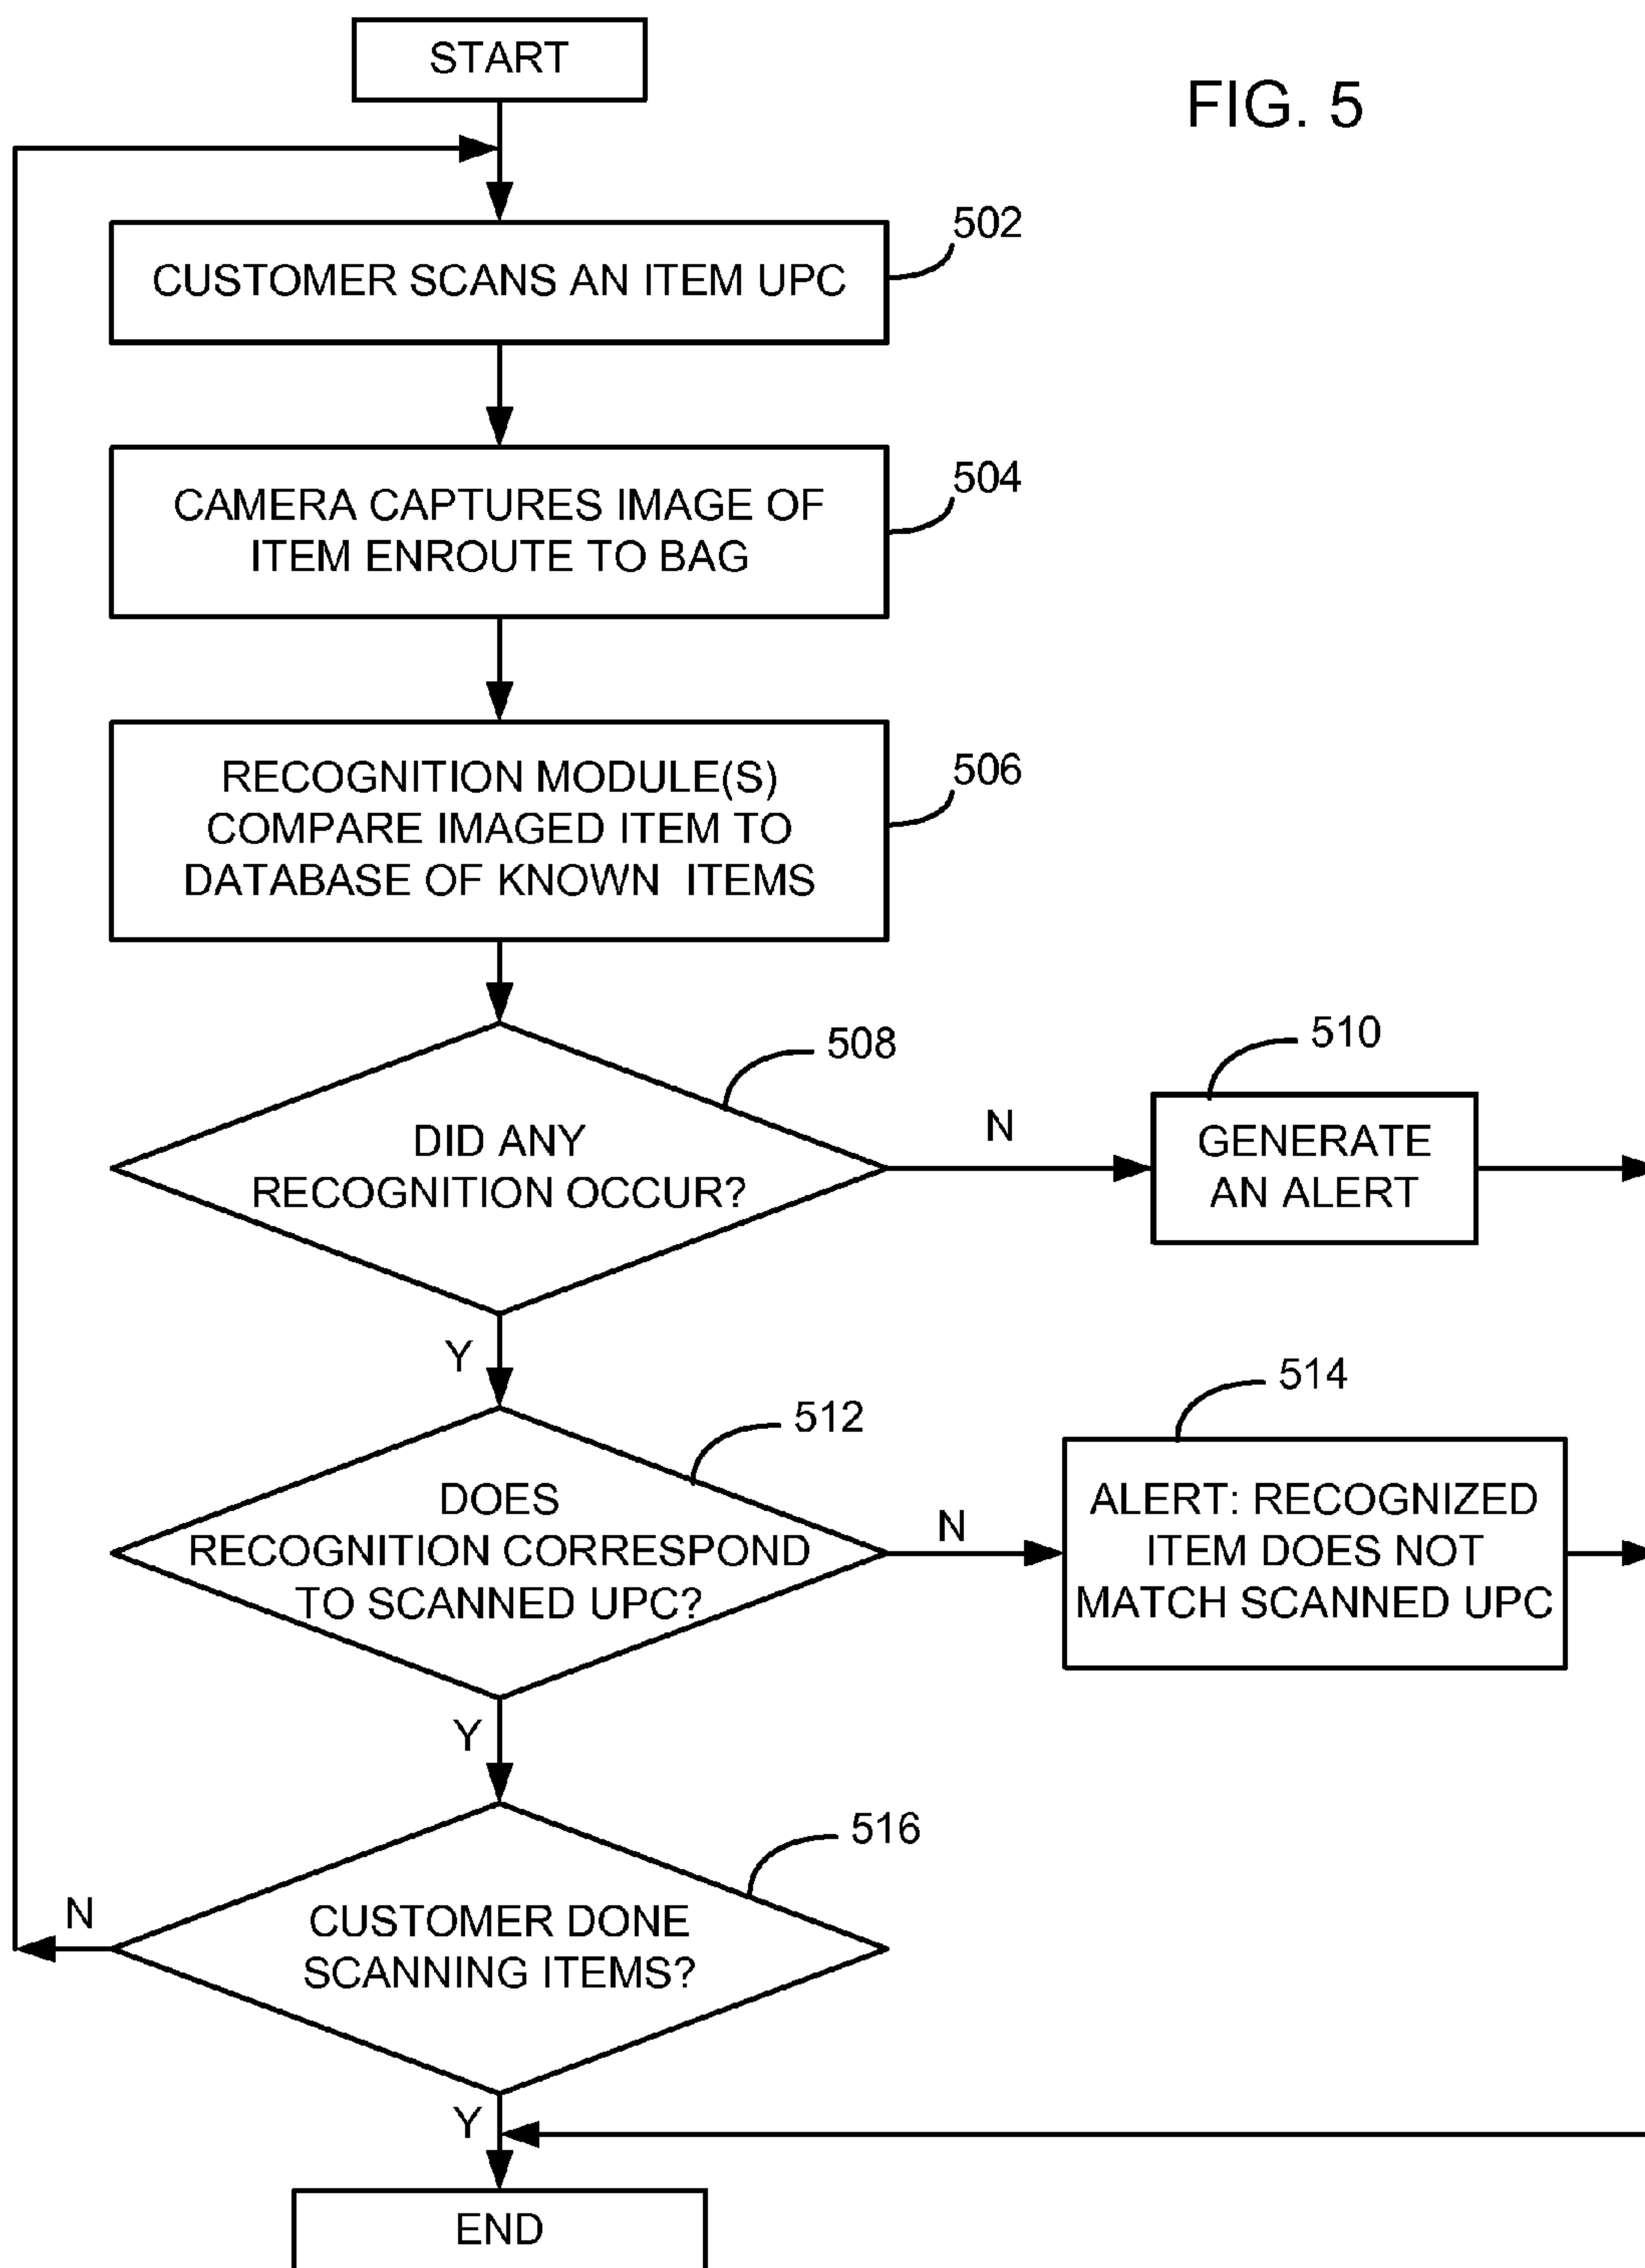 START
FIG. 5
502
CUSTOMER SCANS AN ITEM UPC
504
CAMERA CAPTURES IMAGE OF
ITEM ENROUTE TO BAG
506
RECOGNITION MODULE(S)
COMPARE IMAGED ITEM TO
DATABASE OF KNOWN ITEMS
508
DID ANY
RECOGNITION OCCUR?
N
510
GENERATE
AN ALERT
Y
512
DOES
RECOGNITION CORRESPOND
TO SCANNED UPC?
N
514
ALERT: RECOGNIZED
ITEM DOES NOT
MATCH SCANNED UPC
Y
516
CUSTOMER DONE
SCANNING ITEMS?
N
Y
END